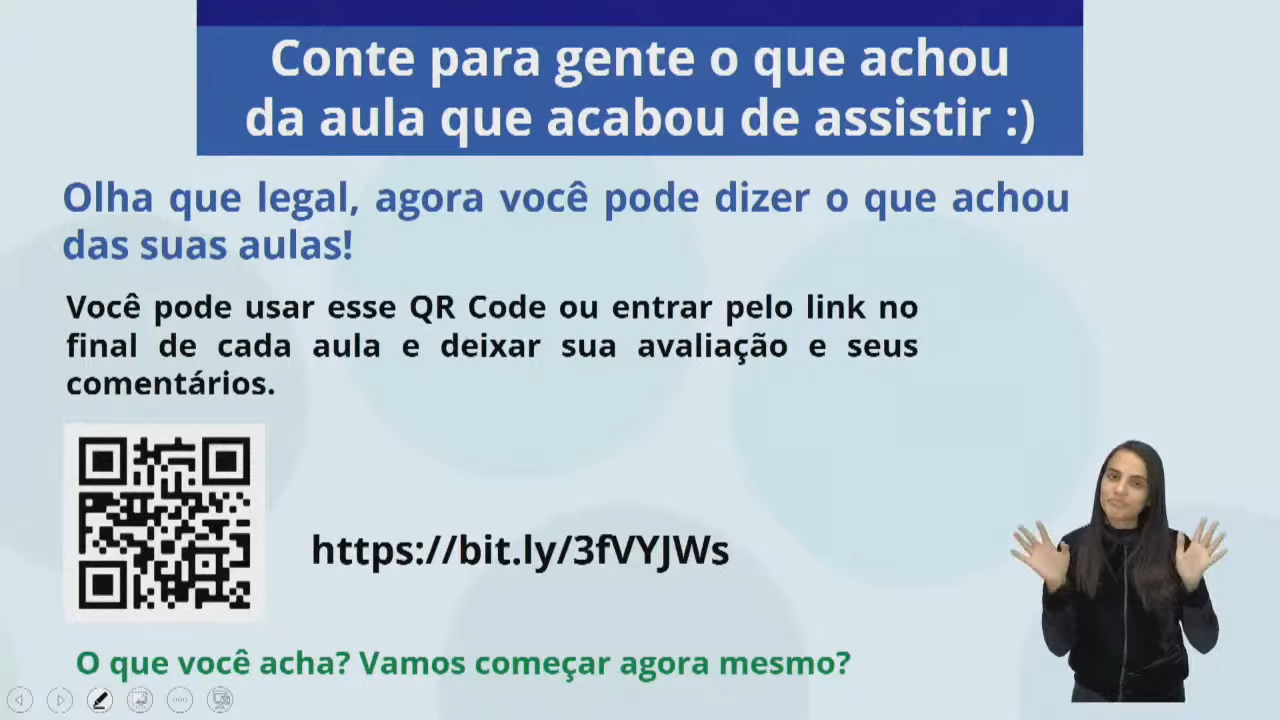 Conte para gente o que achou
da aula que acabou de assistir :)
Olha que legal, agora você pode dizer o que achou
das suas aulas!
Você pode usar esse QR Code ou entrar pelo link no
final de cada aula e deixar sua avaliação e seus
comentários.
https://bit.ly/3fVYJWs
O que você acha? Vamos começar agora mesmo?